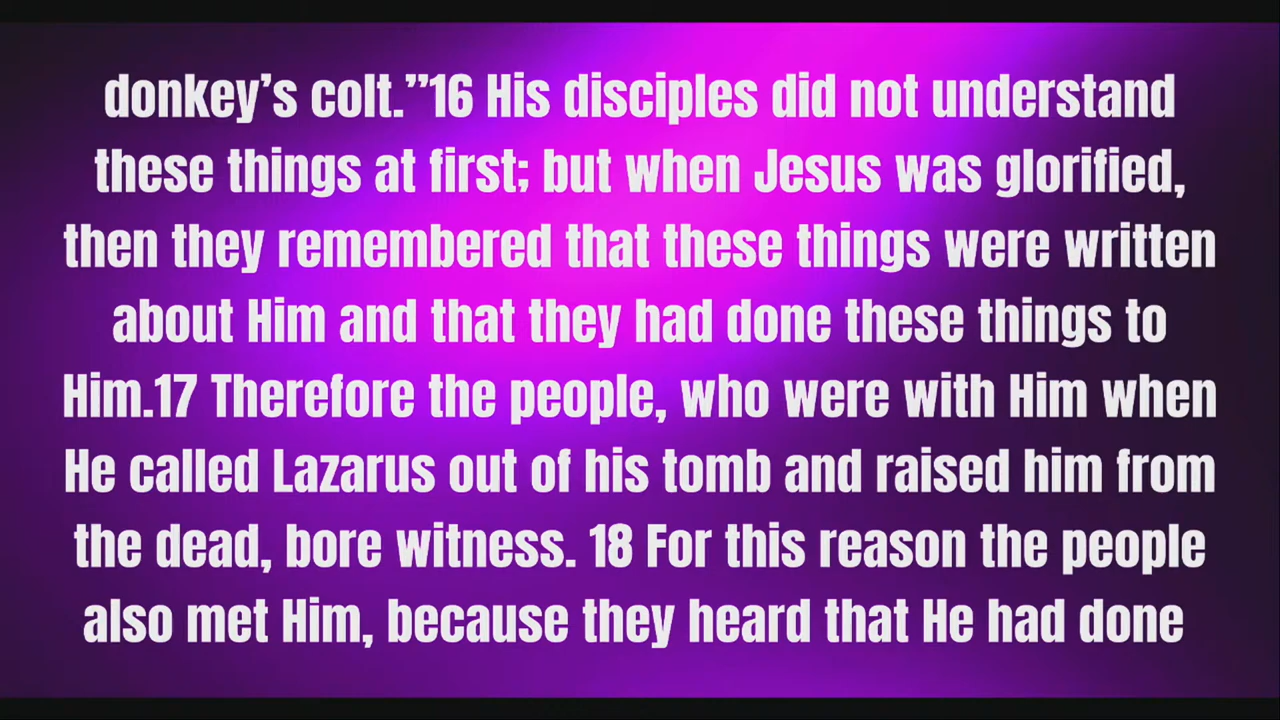 donkey’s colt.”16 His disciples did not understand
these things at first; but when Jesus was glorified,
then they remembered that these things were written
about Him and that they had done these things to
Him.17 Therefore the people, who were with Him when
He called Lazarus out of his tomb and raised him from
the dead, bore witness. 18 For this reason the people
also met Him, because they heard that He had done